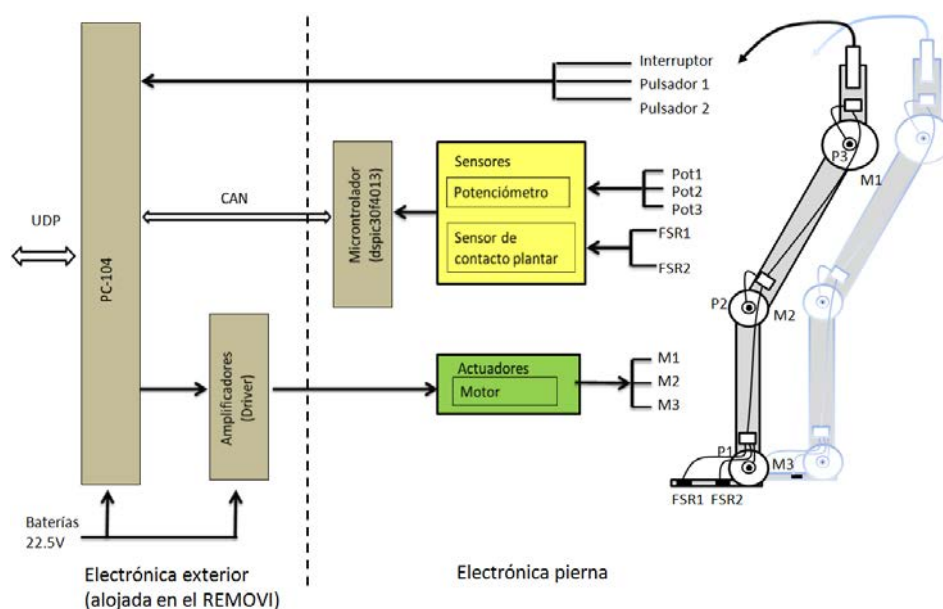 Interruptor
Pulsador 1
Pulsador 2
UDP
PC-104
CAN
Microntrolador
(dspic30f4013)
Sensores
Potenciómetro
Sensor de
contacto plantar
Pot1
Pot2
Pot3
FSR1
FSR2
Amplificadores
(Driver)
Actuadores
Motor
M1
M2
M3
P3
M1
P2
M2
P1
M3
FSR1 FSR2
Baterías
22.5V
Electrónica exterior
(alojada en el REMOVI)
Electrónica pierna